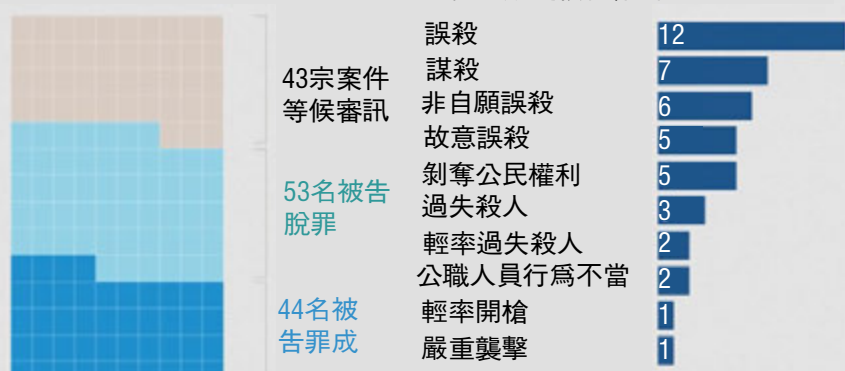 43宗案件
等候審訊
53名被告
脫罪
44名被
告罪成
誤殺 12
謀殺 7
非自願誤殺 6
故意誤殺 5
剝奪公民權利 5
過失殺人 3
輕率過失殺人 2
公職人員行爲不當 2
輕率開槍 1
嚴重襲擊 1